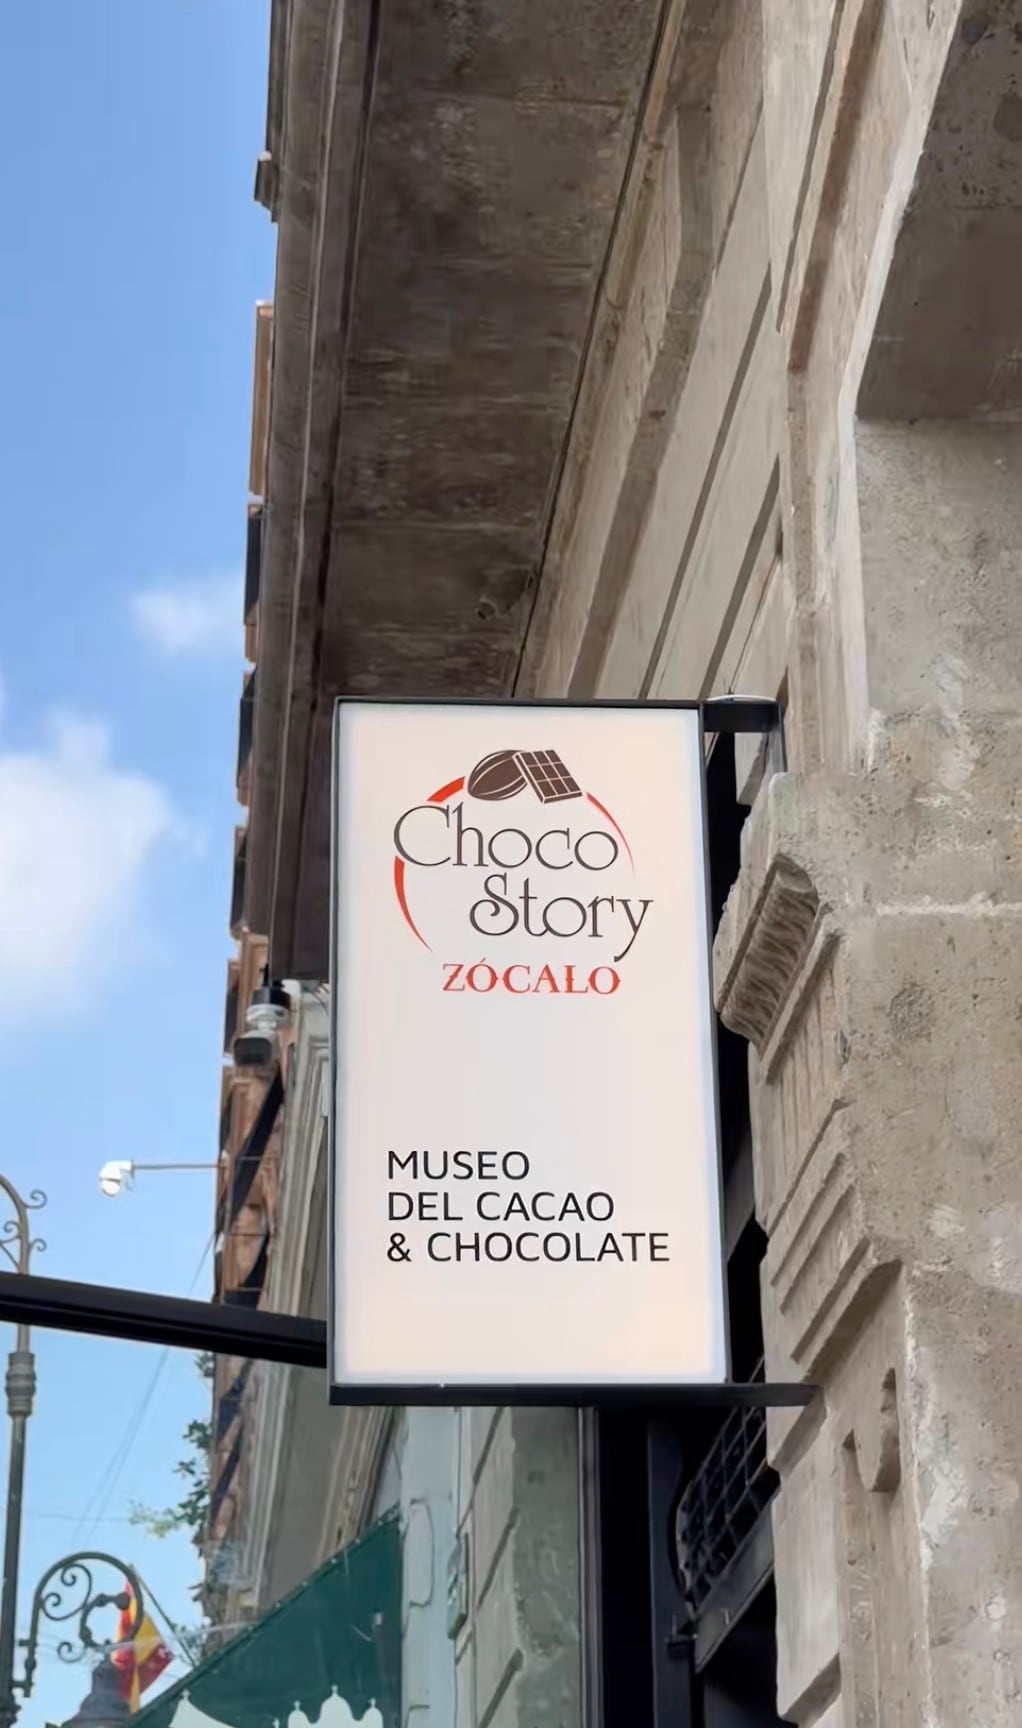 Choco
Story
ZÓCALO
MUSEO
DEL CACAO
& CHOCOLATE